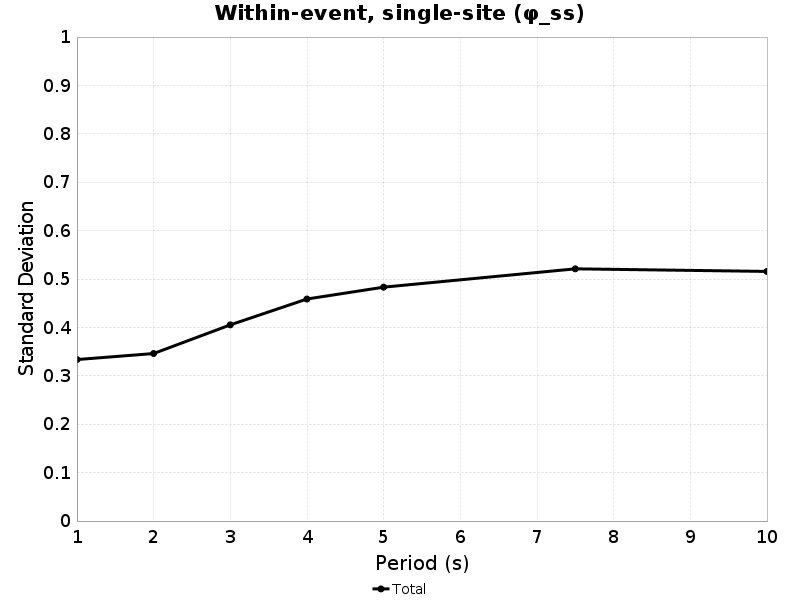 Within-event, single-site (φ_ss)
1
0.9
0.8
0.7
0.6
0.5
0.4
0.3
0.2
0.1
0
Standard Deviation
1 2 3 4 5 6 7 8 9 10
Period (s)
Total